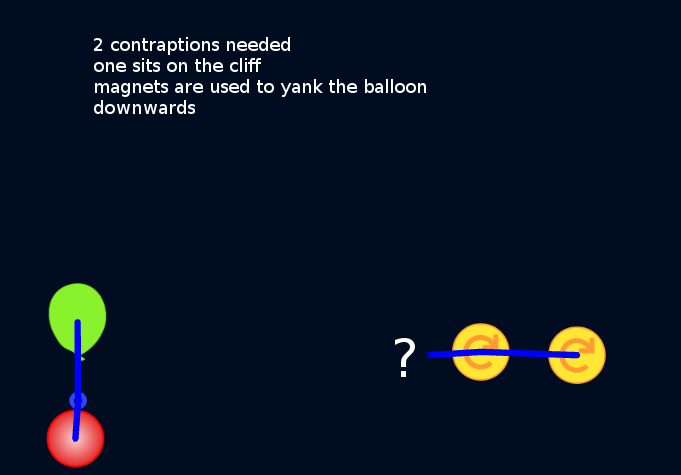 2 contraptions needed
one sits on the cliff
magnets are used to yank the balloon
downwards
?